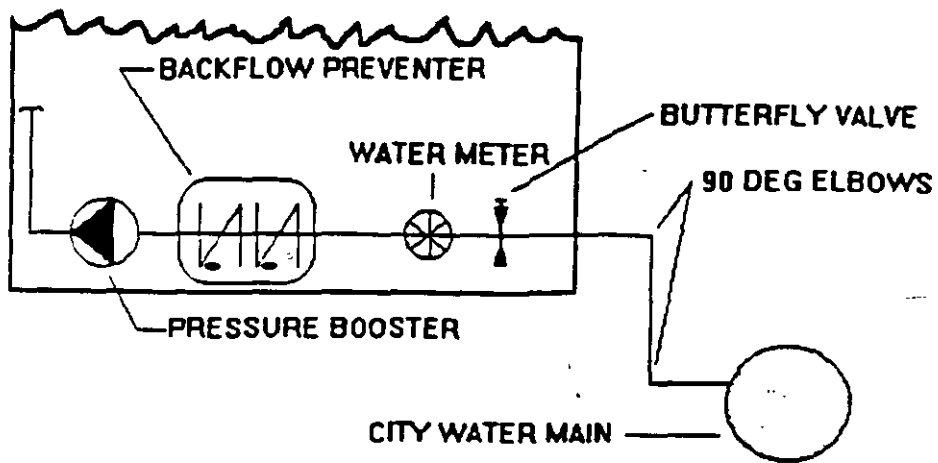 BACKFLOW PREVENTER
BUTTERFLY VALVE
WATER METER
90 DEG ELBOWS
PRESSURE BOOSTER
CITY WATER MAIN